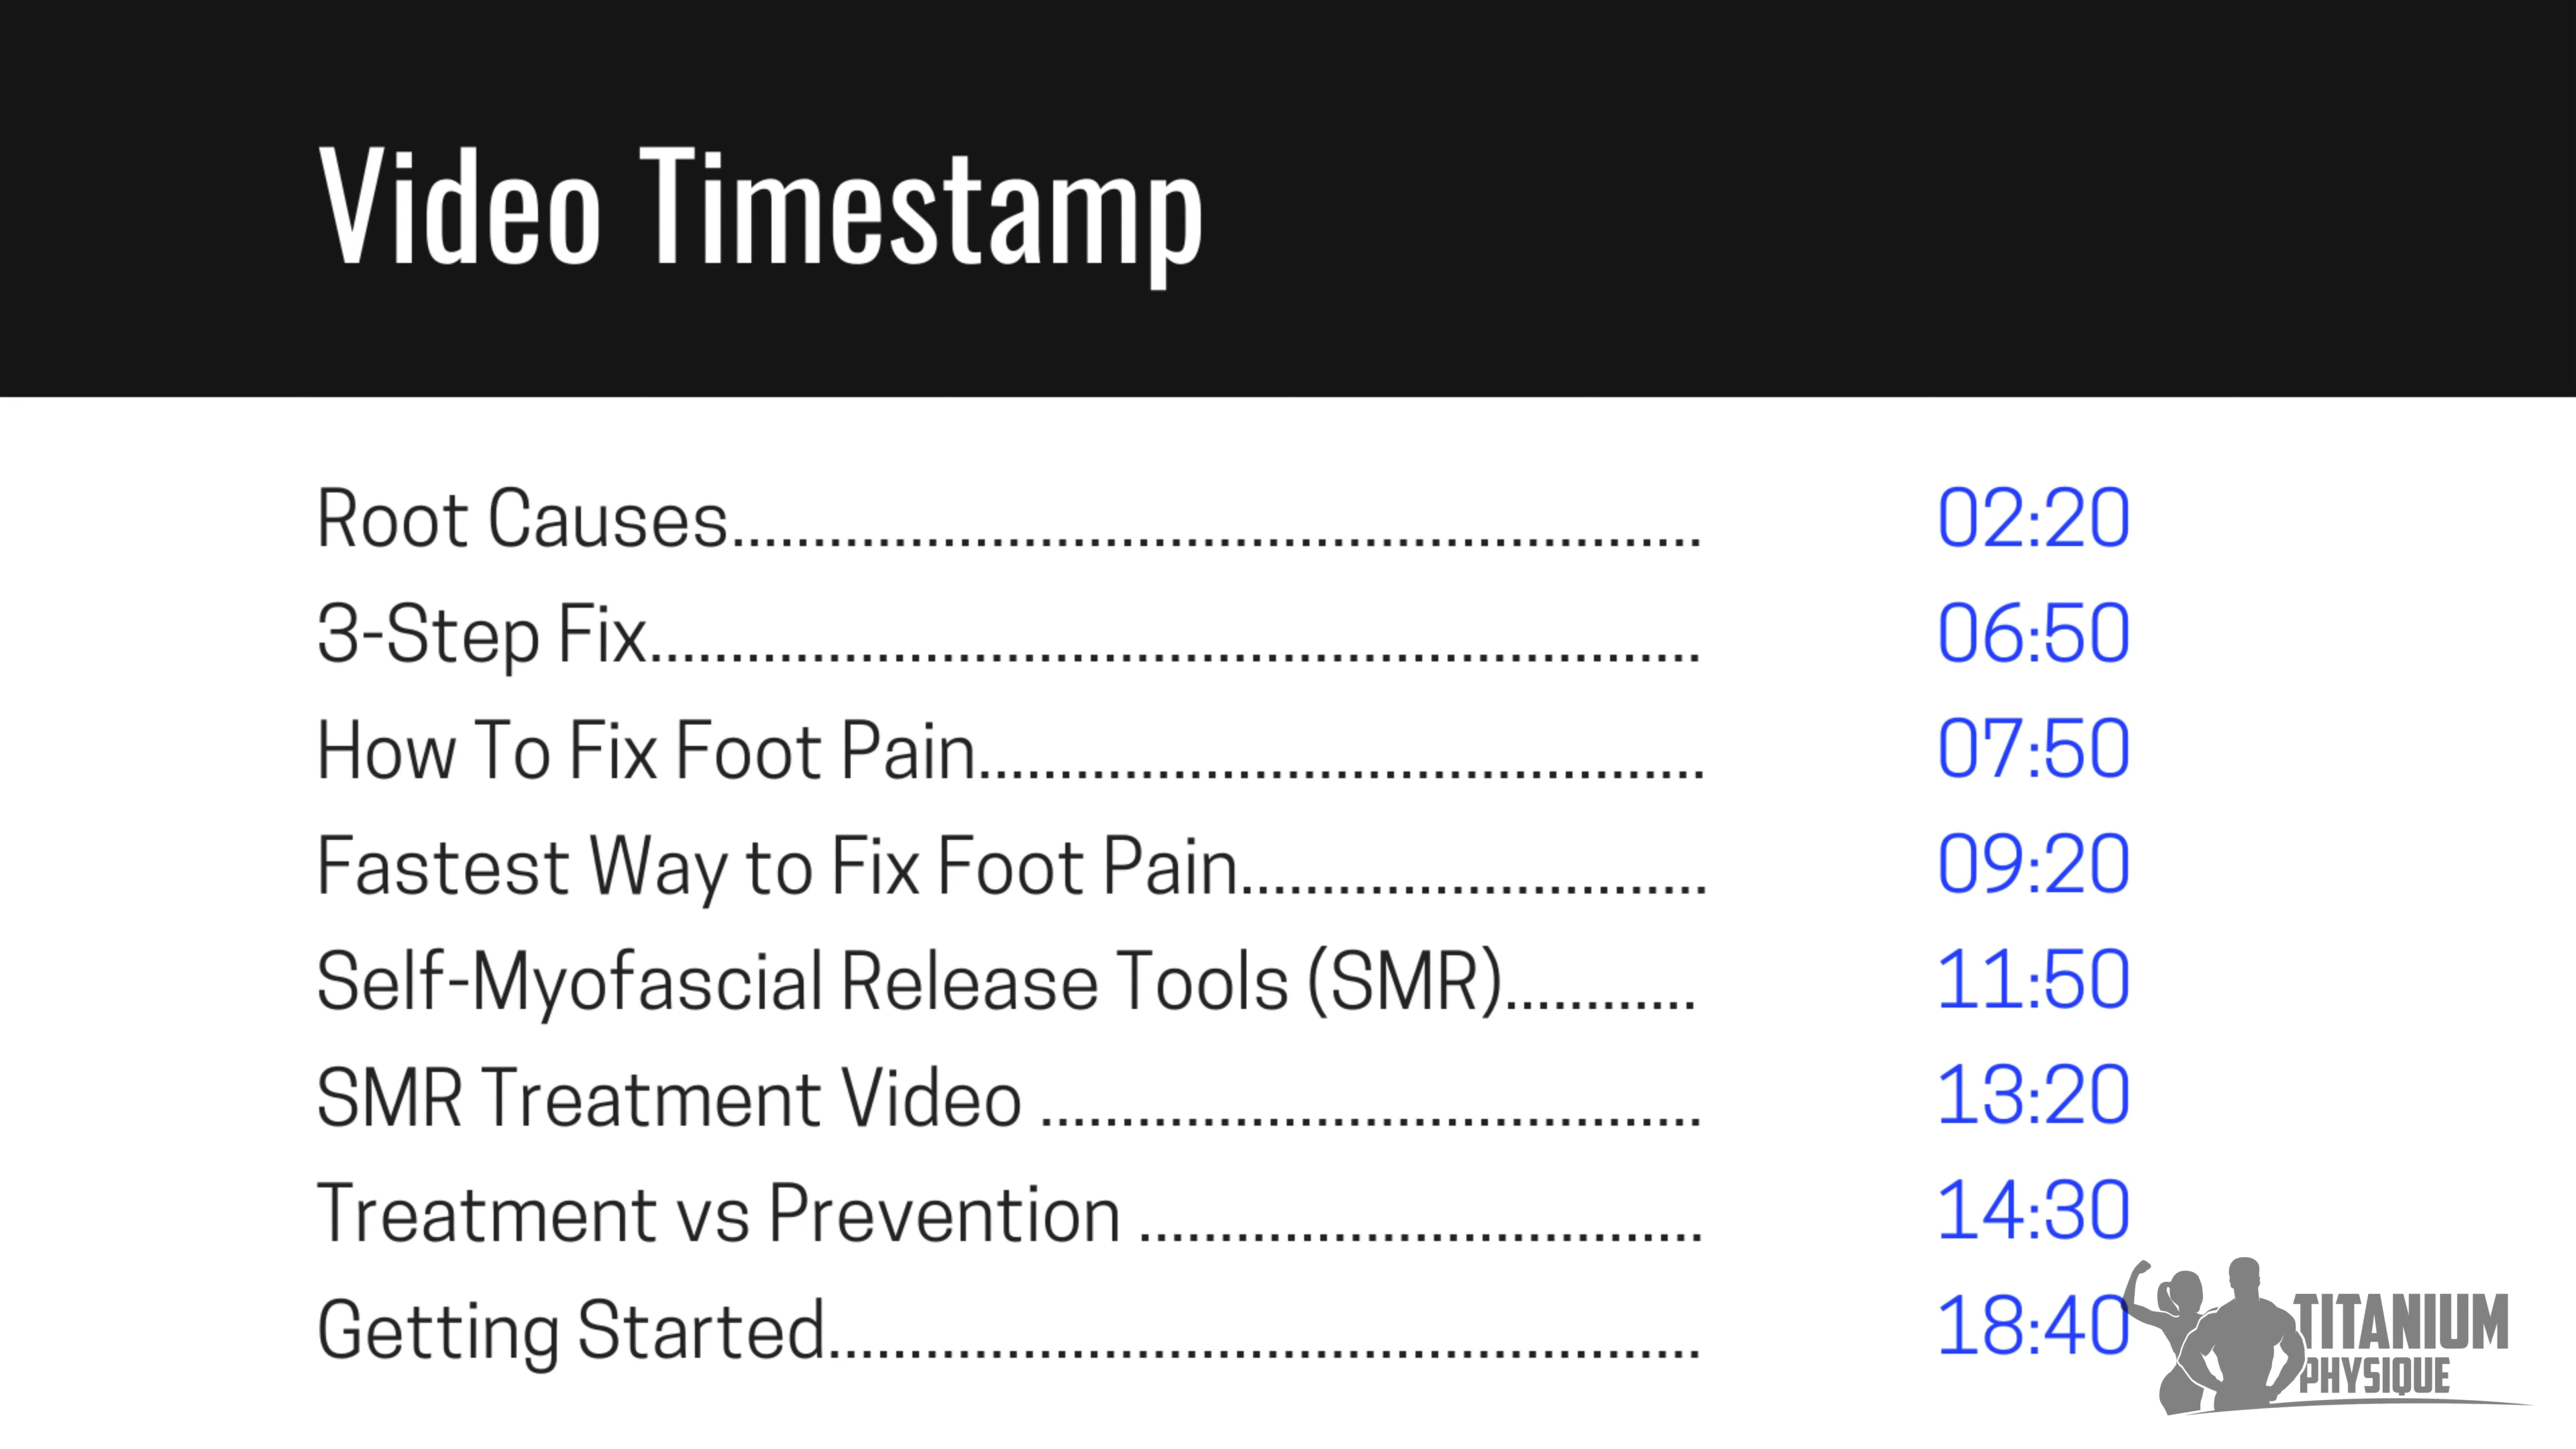 Video Timestamp
Root Causes............................................................ 02:20
3-Step Fix................................................................. 06:50
How To Fix Foot Pain............................................. 07:50
Fastest Way to Fix Foot Pain............................. 09:20
Self-Myofascial Release Tools (SMR)............ 11:50
SMR Treatment Video ......................................... 13:20
Treatment vs Prevention ................................... 14:30
Getting Started...................................................... 18:40
TITANIUM
PHYSIQUE